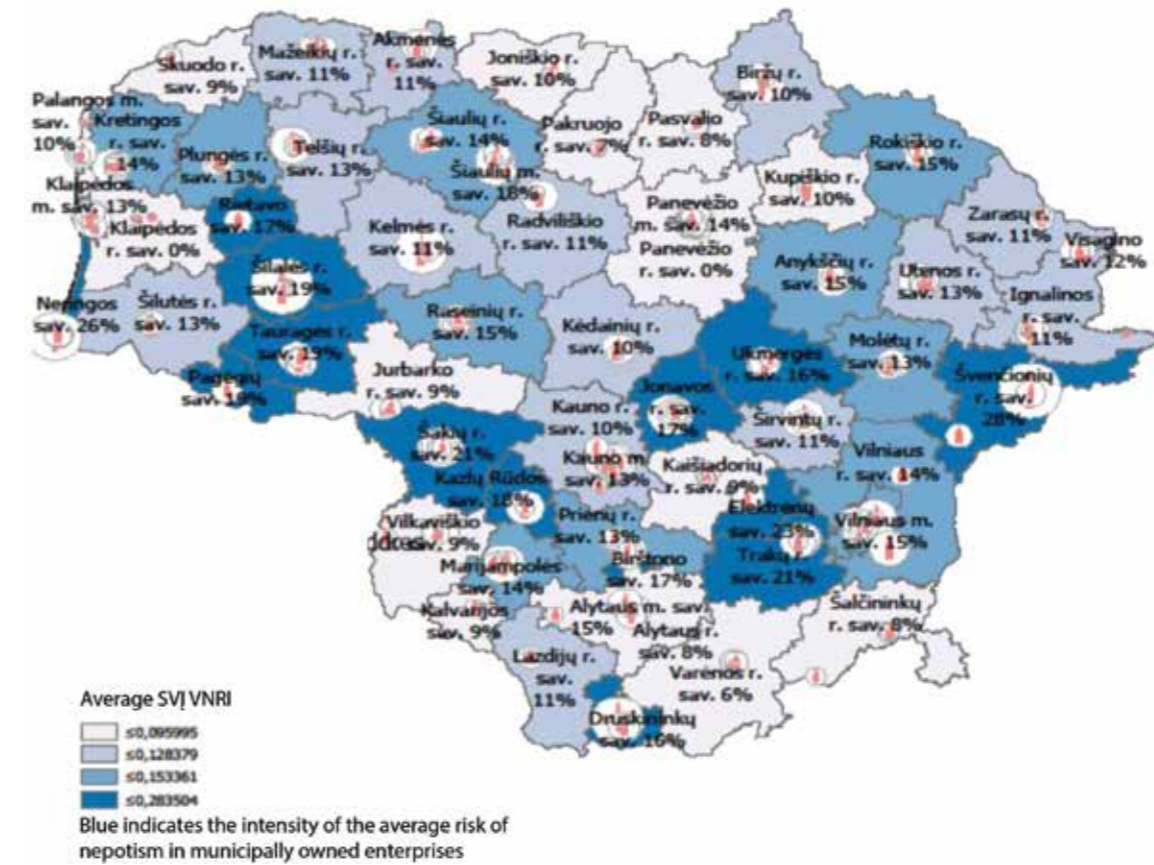 Skuodo r.
sav. 9%
Mažeikių r.
sav. 11%
Akmenės
r. sav.
11%
Joniškio r.
sav. 10%
Biržų r.
sav. 10%
Palangos m.
sav.
10%
Kretingos
r. sav.
14%
Plungės r.
sav. 13%
Telšių r.
sav. 13%
Šiaulių r.
sav. 14%
Šiaulių m.
sav. 18%
Pakruojo
r. sav. 7%
Pasvalio
r. sav. 8%
Rokiškio r.
sav. 15%
Kupiškio r.
sav. 10%
Klaipėdos
m. sav. 13%
Klaipėdos
r. sav. 0%
Rietavo
sav. 17%
Kelmės r.
sav. 11%
Radviliškio
r. sav. 11%
Panevėžio
m. sav. 14%
Panevėžio
r. sav. 0%
Zarasų r.
sav. 11%
Visagino
sav. 12%
Anykščių r.
sav. 15%
Utenos r.
sav. 13%
Ignalinos
r. sav.
11%
Neringos
sav. 26%
Šilutės r.
sav. 13%
Šilalės r.
sav. 19%
Tauragės r.
sav. 19%
Raseinių r.
sav. 15%
Kėdainių r.
sav. 10%
Ukmergės
r. sav. 16%
Molėtų r.
sav. 13%
Švenčionių
r. sav.
28%
Pagėgių
sav. 19%
Jurbarko
r. sav. 9%
Jonavos
r. sav.
17%
Kauno r.
sav. 10%
Širvintų r.
sav. 11%
Šakių r.
sav. 21%
Kauno m.
sav. 13%
Kaišiadorių
r. sav. 9%
Vilniaus
r. sav. 14%
Kazlų Rūdos
sav. 18%
Elektrėnų
sav. 23%
Vilniaus m.
sav. 15%
Vilkaviškio
sav. 9%
Prienų r.
sav. 13%
Birštono
sav. 17%
Trakų r.
sav. 21%
Marijampolės
sav. 14%
Kalvarijos
sav. 9%
Alytaus m. sav.
15%
Alytaus r.
sav. 8%
Šalčininkų
r. sav. 8%
Lazdijų r.
sav.
11%
Varėnos r.
sav. 6%
Druskininkų
sav. 16%
Average SVĮ VNRI
≤0,095995
≤0,128379
≤0,153361
≤0,283504
Blue indicates the intensity of the average risk of
nepotism in municipally owned enterprises